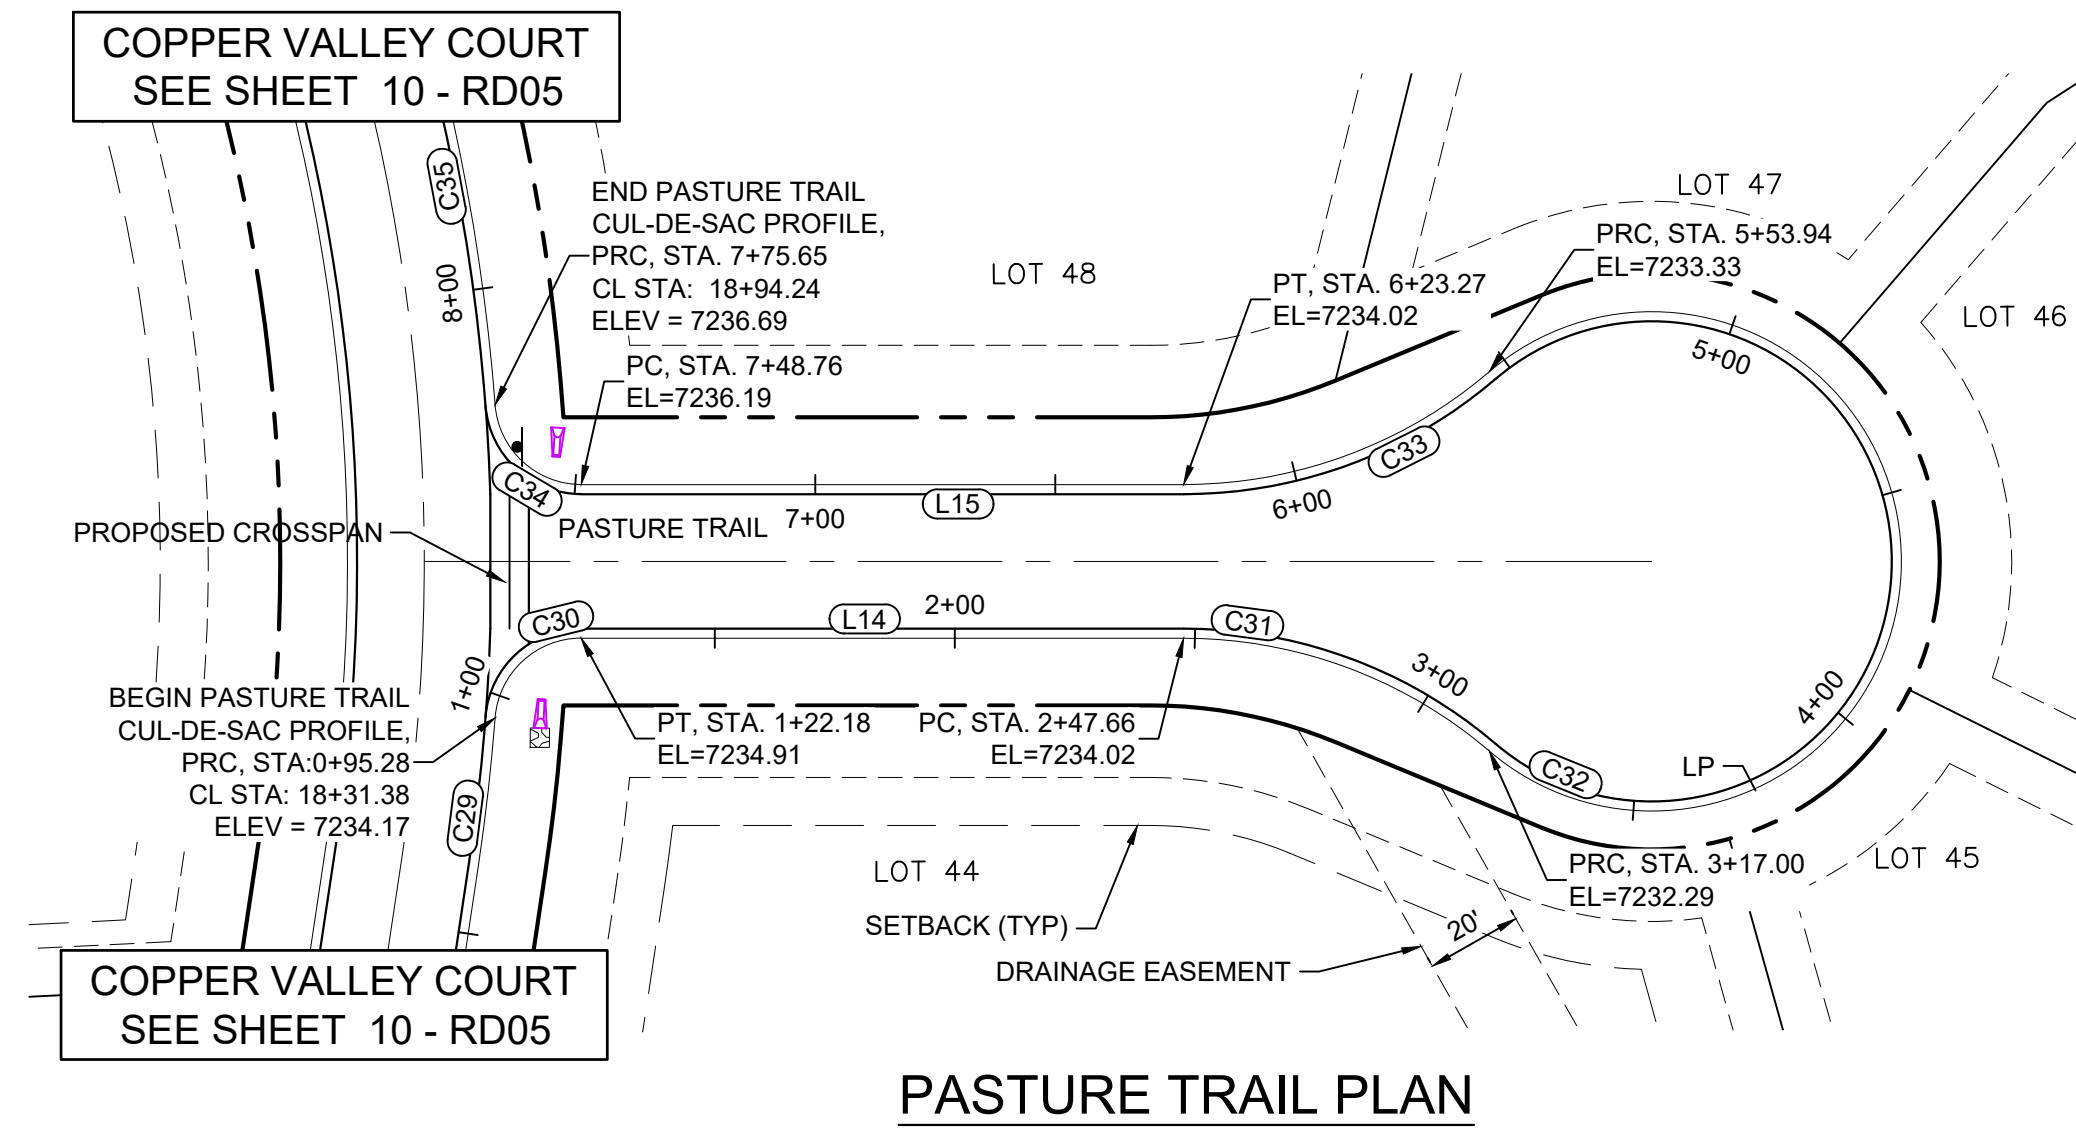 COPPER VALLEY COURT
SEE SHEET 10 - RD05
C35
8+00
END PASTURE TRAIL
CUL-DE-SAC PROFILE,
PRC, STA. 7+75.65
CL STA: 18+94.24
ELEV = 7236.69
PC, STA. 7+48.76
EL=7236.19
LOT 48
PT, STA. 6+23.27
EL=7234.02
LOT 47
PRC, STA. 5+53.94
EL=7233.33
LOT 46
5+00
C33
6+00
C34
L15
7+00
PASTURE TRAIL
PROPOSED CROSSPAN
C30
L14
2+00
C31
3+00
4+00
1+00
BEGIN PASTURE TRAIL
CUL-DE-SAC PROFILE,
PRC, STA:0+95.28
CL STA: 18+31.38
ELEV = 7234.17
C29
PT, STA. 1+22.18
EL=7234.91
PC, STA. 2+47.66
EL=7234.02
C32
LP
PRC, STA. 3+17.00
EL=7232.29
LOT 45
LOT 44
SETBACK (TYP)
20'
DRAINAGE EASEMENT
COPPER VALLEY COURT
SEE SHEET 10 - RD05
PASTURE TRAIL PLAN